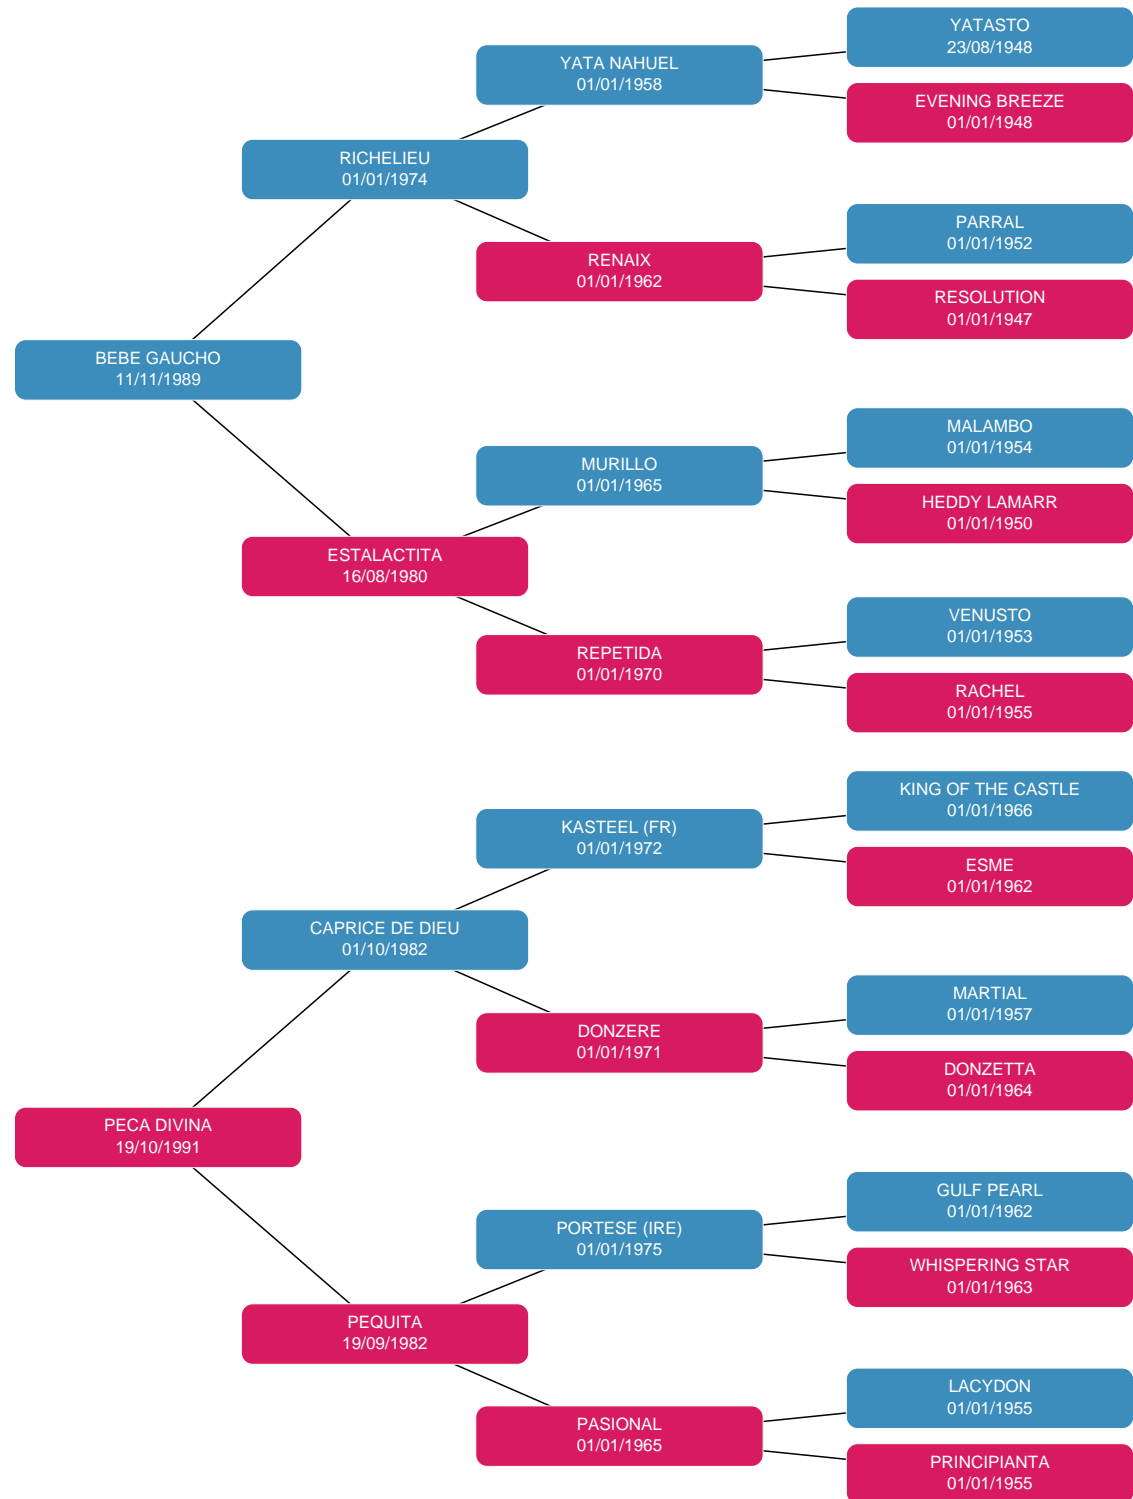 YATASTO
23/08/1948
YATA NAHUEL
01/01/1958
EVENING BREEZE
01/01/1948
RICHELIEU
01/01/1974
PARRAL
01/01/1952
RENAIX
01/01/1962
RESOLUTION
01/01/1947
BEBE GAUCHO
11/11/1989
MALAMBO
01/01/1954
MURILLO
01/01/1965
HEDDY LAMARR
01/01/1950
ESTALACTITA
16/08/1980
VENUSTO
01/01/1953
REPETIDA
01/01/1970
RACHEL
01/01/1955
KING OF THE CASTLE
01/01/1966
KASTEEL (FR)
01/01/1972
ESME
01/01/1962
CAPRICE DE DIEU
01/10/1982
MARTIAL
01/01/1957
DONZERE
01/01/1971
DONZETTA
01/01/1964
PECA DIVINA
19/10/1991
GULF PEARL
01/01/1962
PORTESE (IRE)
01/01/1975
WHISPERING STAR
01/01/1963
PEQUITA
19/09/1982
LACYDON
01/01/1955
PASIONAL
01/01/1965
PRINCIPIANTA
01/01/1955